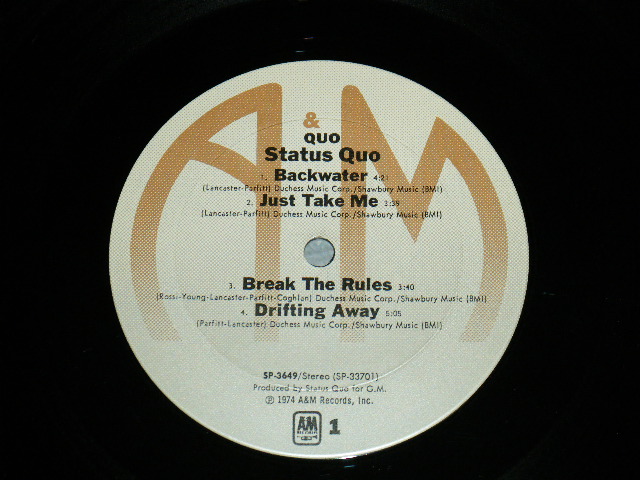 A & M
QUO
Status Quo
1. Backwater 4:21
(Lancaster-Parfitt) Duchess Music Corp./Shawbury Music (BMI)
2. Just Take Me 3:39
(Lancaster-Parfitt) Duchess Music Corp./Shawbury Music (BMI)
3. Break The Rules 3:40
(Rossi-Young-Lancaster-Parfitt-Coghlan) Duchess Music Corp./Shawbury Music (BMI)
4. Drifting Away 5:05
(Parfitt-Lancaster) Duchess Music Corp./Shawbury Music (BMI)
SP-3649/Stereo (SP-33701)
Produced by Status Quo for G.M.
℗ 1974 A&M Records, Inc.
A&M RECORDS 1